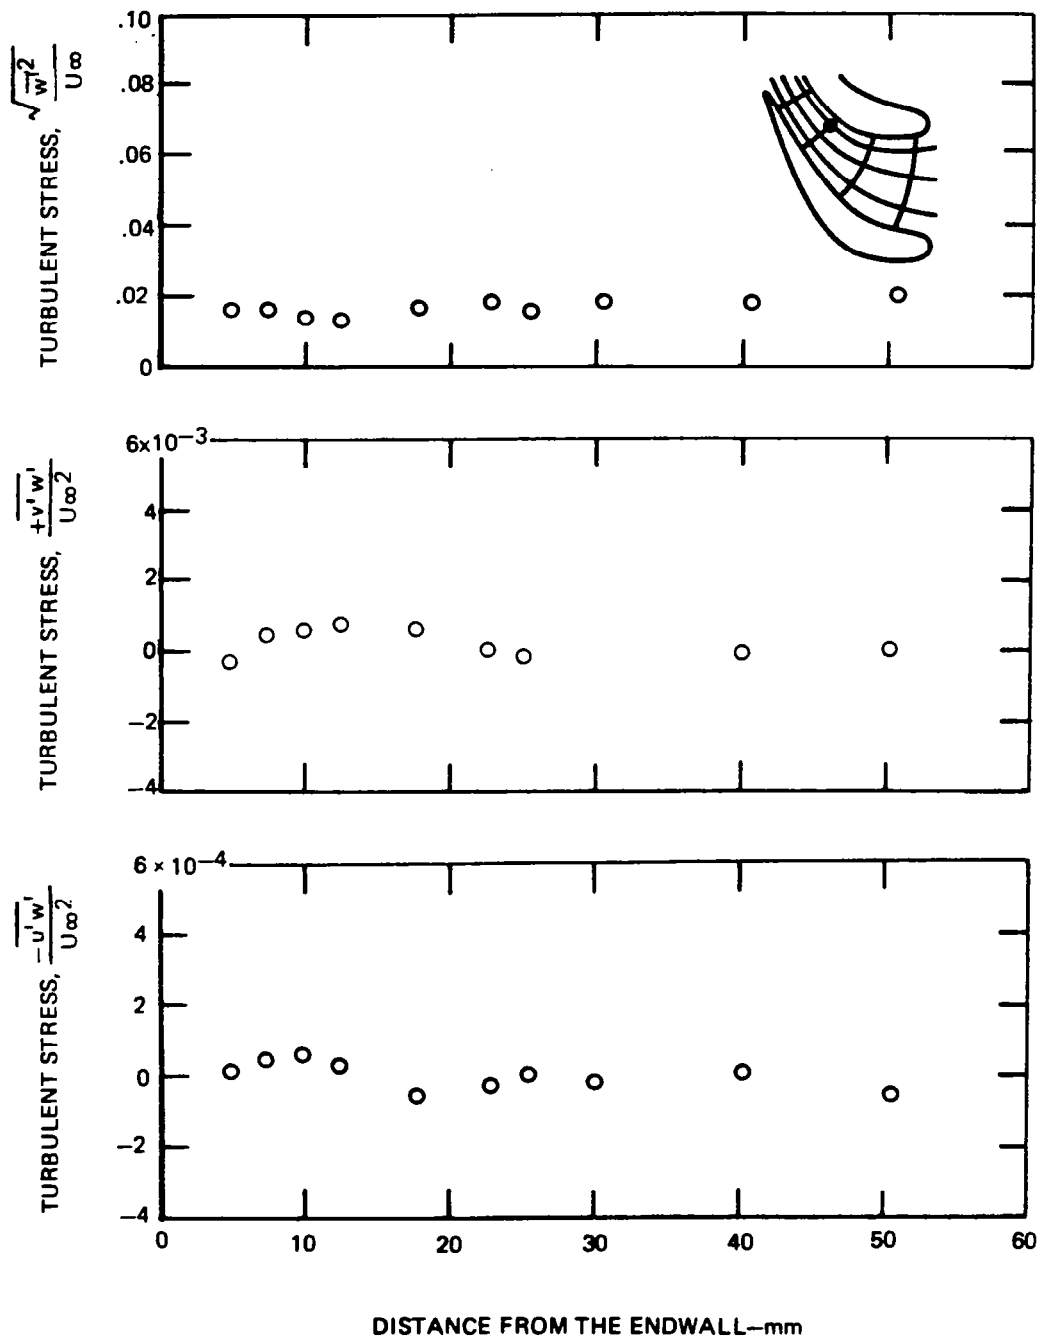 TURBULENT STRESS, √w'2 / U∞
.10
.08
.06
.04
.02
0
TURBULENT STRESS, +v' w' / U∞2
6x10−3
4
2
0
−2
−4
TURBULENT STRESS, −u' w' / U∞2
6 × 10−4
4
2
0
−2
−4
0 10 20 30 40 50 60
DISTANCE FROM THE ENDWALL—mm